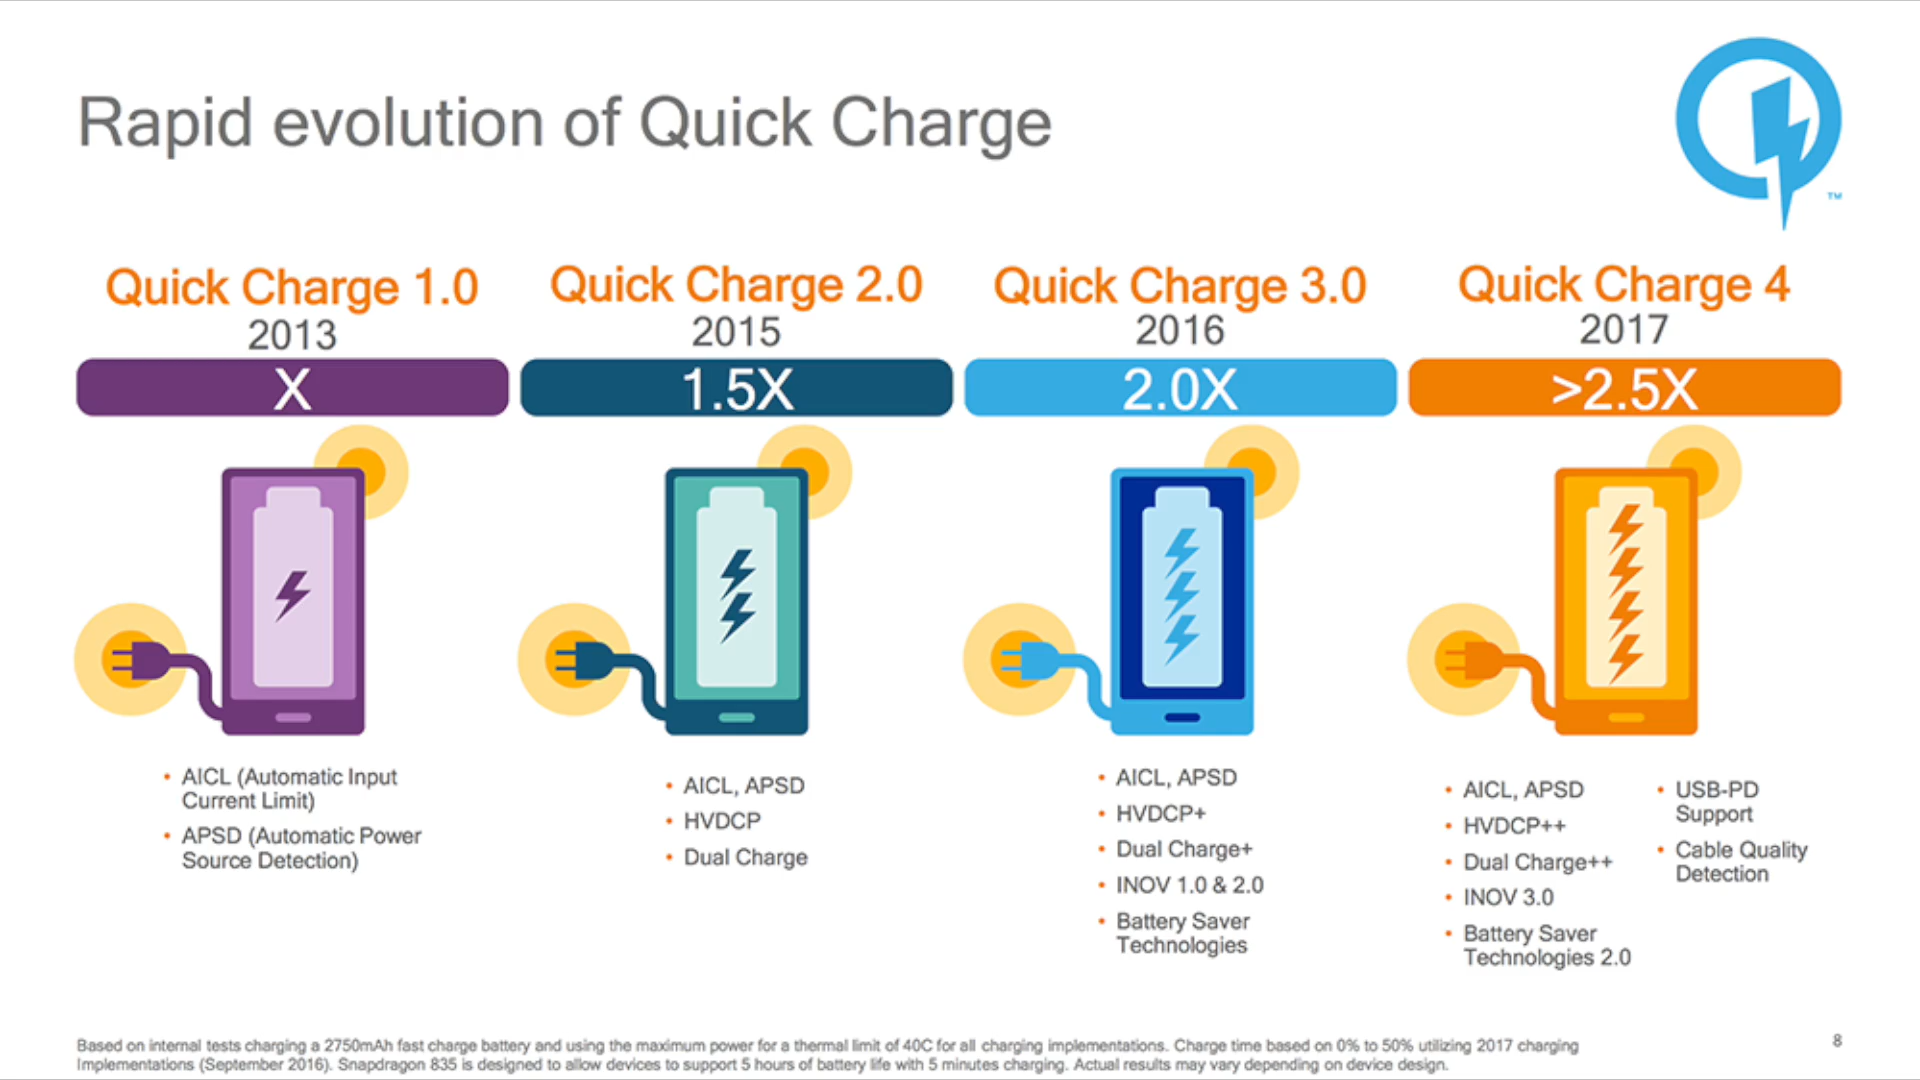 Rapid evolution of Quick Charge
TM
Quick Charge 1.0
2013
X
Quick Charge 2.0
2015
1.5X
Quick Charge 3.0
2016
2.0X
Quick Charge 4
2017
>2.5X
• AICL (Automatic Input
Current Limit)
• APSD (Automatic Power
Source Detection)
• AICL, APSD
• HVDCP
• Dual Charge
• AICL, APSD
• HVDCP+
• Dual Charge+
• INOV 1.0 & 2.0
• Battery Saver
Technologies
• AICL, APSD
• HVDCP++
• Dual Charge++
• INOV 3.0
• Battery Saver
Technologies 2.0
• USB-PD
Support
• Cable Quality
Detection
Based on internal tests charging a 2750mAh fast charge battery and using the maximum power for a thermal limit of 40C for all charging implementations. Charge time based on 0% to 50% utilizing 2017 charging
Implementations (September 2016). Snapdragon 835 is designed to allow devices to support 5 hours of battery life with 5 minutes charging. Actual results may vary depending on device design.
8